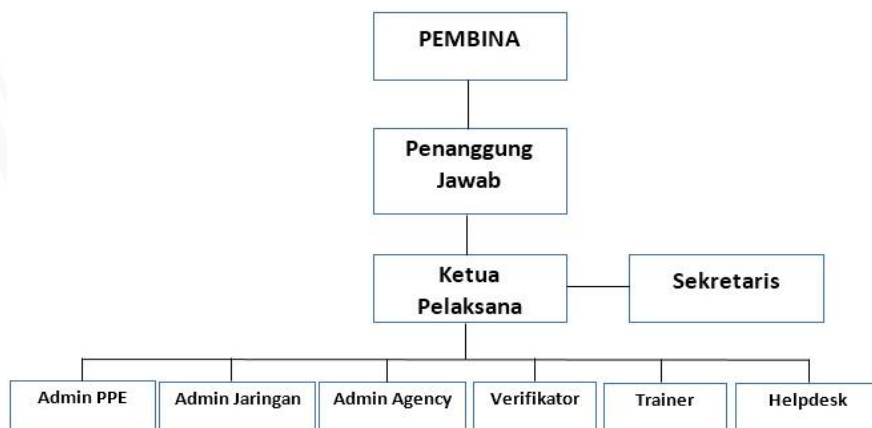 PEMBINA
Penanggung
Jawab
Ketua
Pelaksana
Sekretaris
Admin PPE
Admin Jaringan
Admin Agency
Verifikator
Trainer
Helpdesk